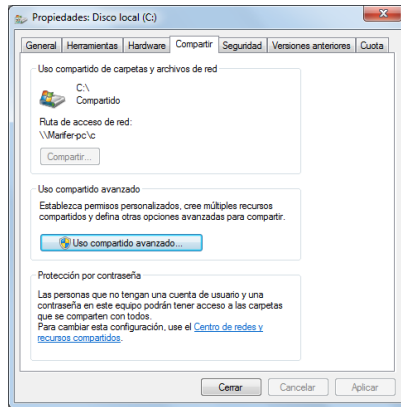 Propiedades: Disco local (C:)
General Herramientas Hardware Compartir Seguridad Versiones anteriores Cuota
Uso compartido de carpetas y archivos de red
C:\
Compartido
Ruta de acceso de red:
\\Marifer-pc\c
Compartir...
Uso compartido avanzado
Establezca permisos personalizados, cree múltiples recursos
compartidos y defina otras opciones avanzadas para compartir.
Uso compartido avanzado...
Protección por contraseña
Las personas que no tengan una cuenta de usuario y una
contraseña en este equipo podrán tener acceso a las carpetas
que se comparten con todos.
Para cambiar esta configuración, use el Centro de redes y
recursos compartidos.
Cerrar Cancelar Aplicar